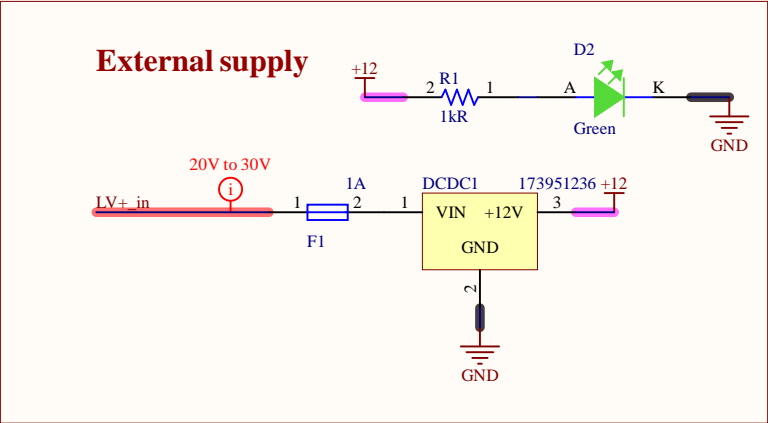 External supply
+12
2
R1
1
1kR
A
D2
K
Green
GND
20V to 30V
i
LV+_in
1
1A
2
F1
1
DCDC1
173951236
VIN
+12V
GND
3
+12
2
GND